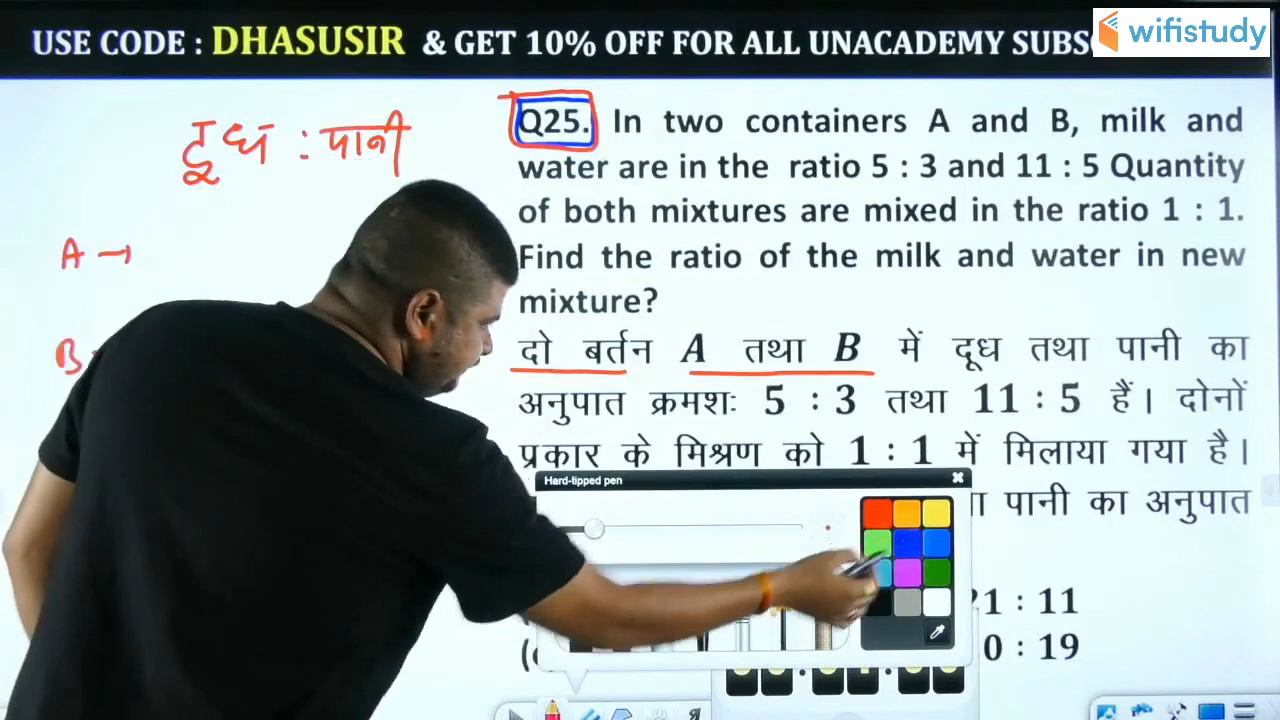 USE CODE : DHASUSIR & GET 10% OFF FOR ALL UNACADEMY
wifistudy
दूध : पानी
Q25. In two containers A and B, milk and
water are in the ratio 5 : 3 and 11 : 5 Quantity
of both mixtures are mixed in the ratio 1 : 1.
Find the ratio of the milk and water in new
mixture?
A →
B
दो बर्तन A तथा B में दूध तथा पानी का
अनुपात क्रमशः 5 : 3 तथा 11 : 5 हैं। दोनों
प्रकार के मिश्रण को 1 : 1 में मिलाया गया है।
Hard-tipped pen
पानी का अनुपात
: 11
: 19